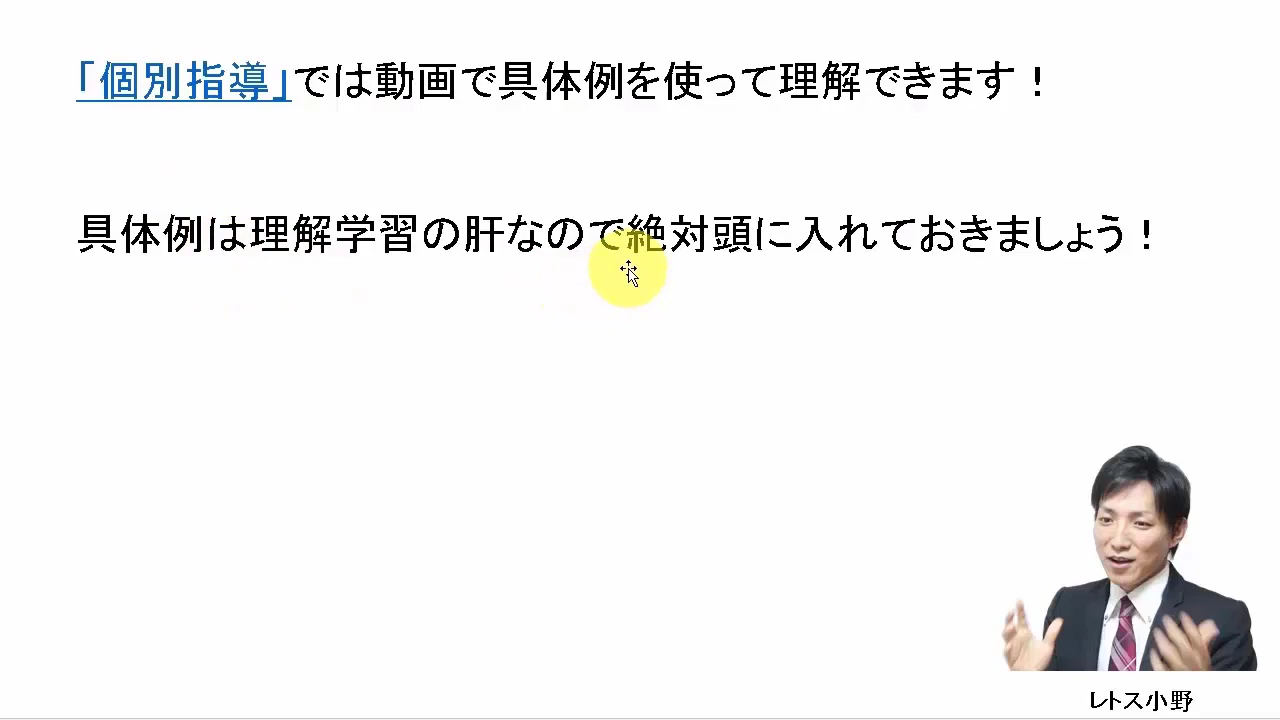 「個別指導」では動画で具体例を使って理解できます！
具体例は理解学習の肝なので絶対頭に入れておきましょう！
レトス小野